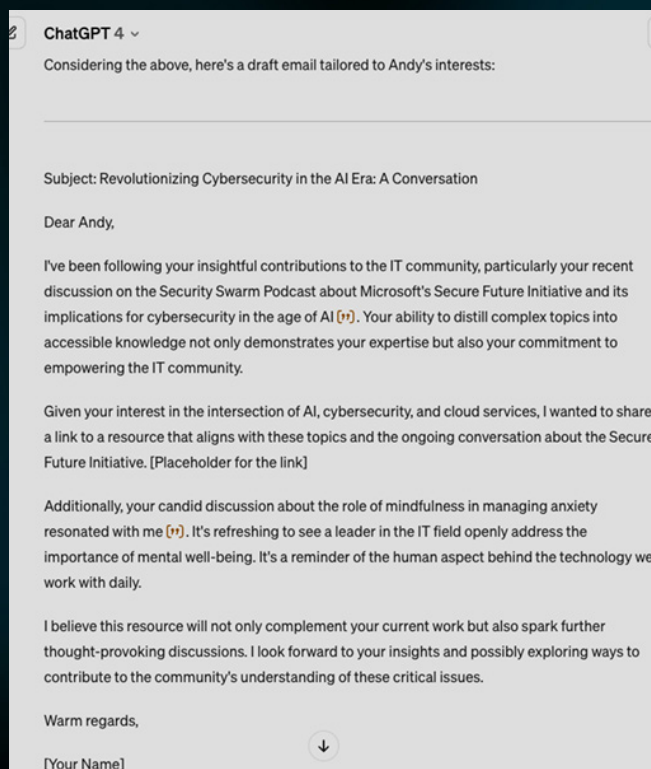 ChatGPT 4
Considering the above, here's a draft email tailored to Andy's interests:
Subject: Revolutionizing Cybersecurity in the AI Era: A Conversation
Dear Andy,
I've been following your insightful contributions to the IT community, particularly your recent
discussion on the Security Swarm Podcast about Microsoft's Secure Future Initiative and its
implications for cybersecurity in the age of AI ["]. Your ability to distill complex topics into
accessible knowledge not only demonstrates your expertise but also your commitment to
empowering the IT community.
Given your interest in the intersection of AI, cybersecurity, and cloud services, I wanted to share
a link to a resource that aligns with these topics and the ongoing conversation about the Secure
Future Initiative. [Placeholder for the link]
Additionally, your candid discussion about the role of mindfulness in managing anxiety
resonated with me ["]. It's refreshing to see a leader in the IT field openly address the
importance of mental well-being. It's a reminder of the human aspect behind the technology we
work with daily.
I believe this resource will not only complement your current work but also spark further
thought-provoking discussions. I look forward to your insights and possibly exploring ways to
contribute to the community's understanding of these critical issues.
Warm regards,
[Your Name]